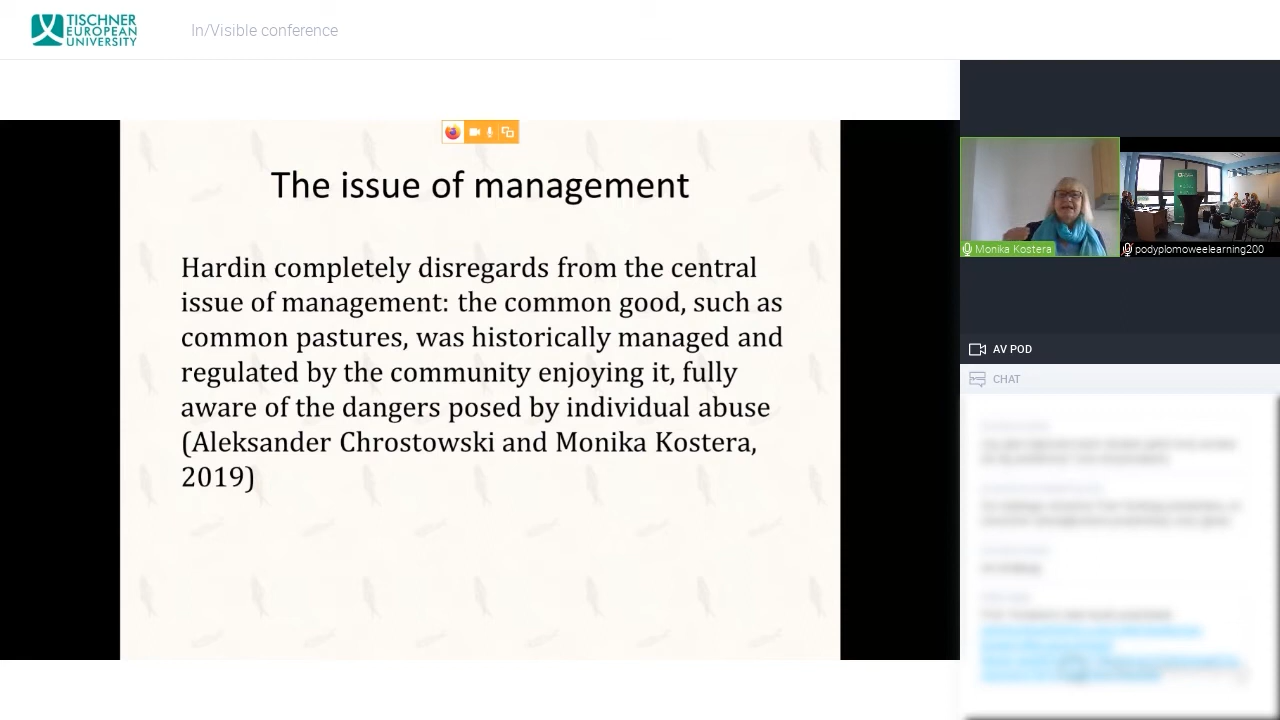 TISCHNER
EUROPEAN
UNIVERSITY
In/Visible conference
The issue of management
Hardin completely disregards from the central
issue of management: the common good, such as
common pastures, was historically managed and
regulated by the community enjoying it, fully
aware of the dangers posed by individual abuse
(Aleksander Chrostowski and Monika Kostera,
2019)
Monika Kostera
podyplomoweelearning200
AV POD
CHAT